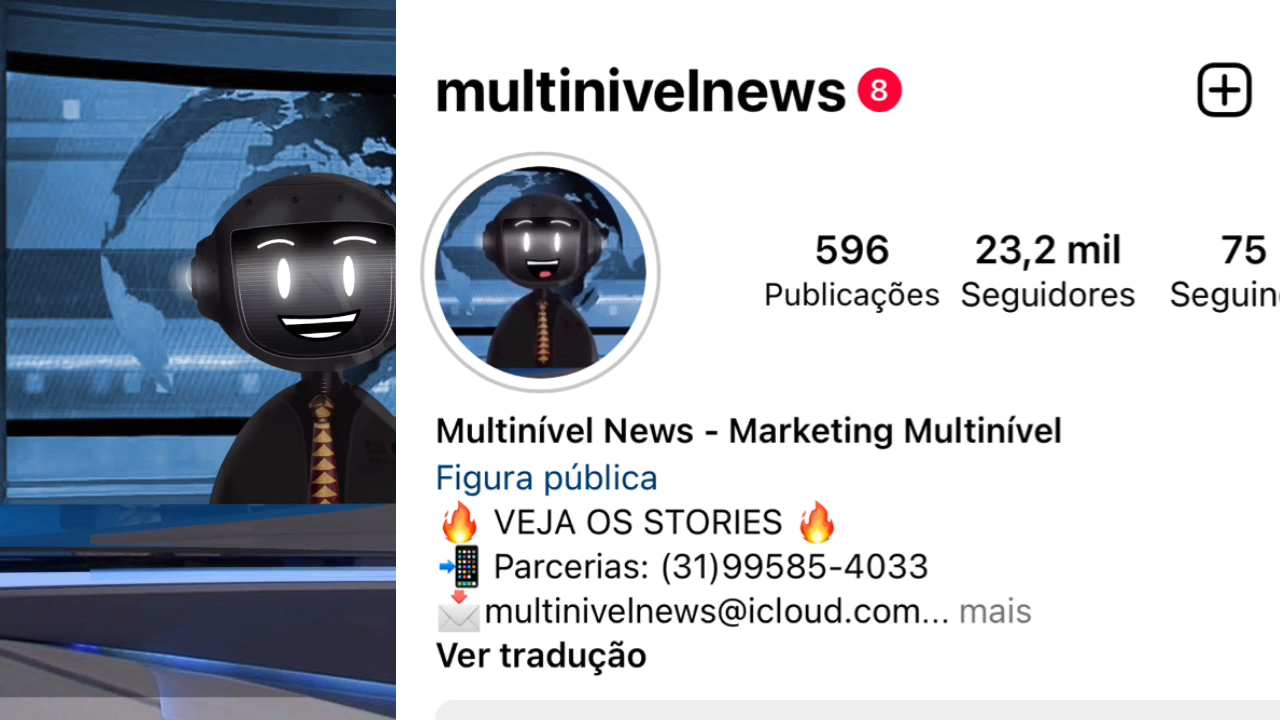 multinivelnews 8
596 23,2 mil 75
Publicações Seguidores
Multinível News - Marketing Multinível
Figura pública
🔥 VEJA OS STORIES 🔥
📲 Parcerias: (31)99585-4033
📩multinivelnews@icloud.com... mais
Ver tradução